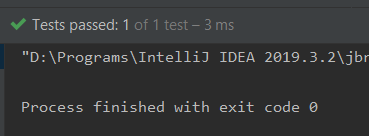 Tests passed: 1 of 1 test – 3 ms
"D:\Programs\IntelliJ IDEA 2019.3.2\jbr
Process finished with exit code 0